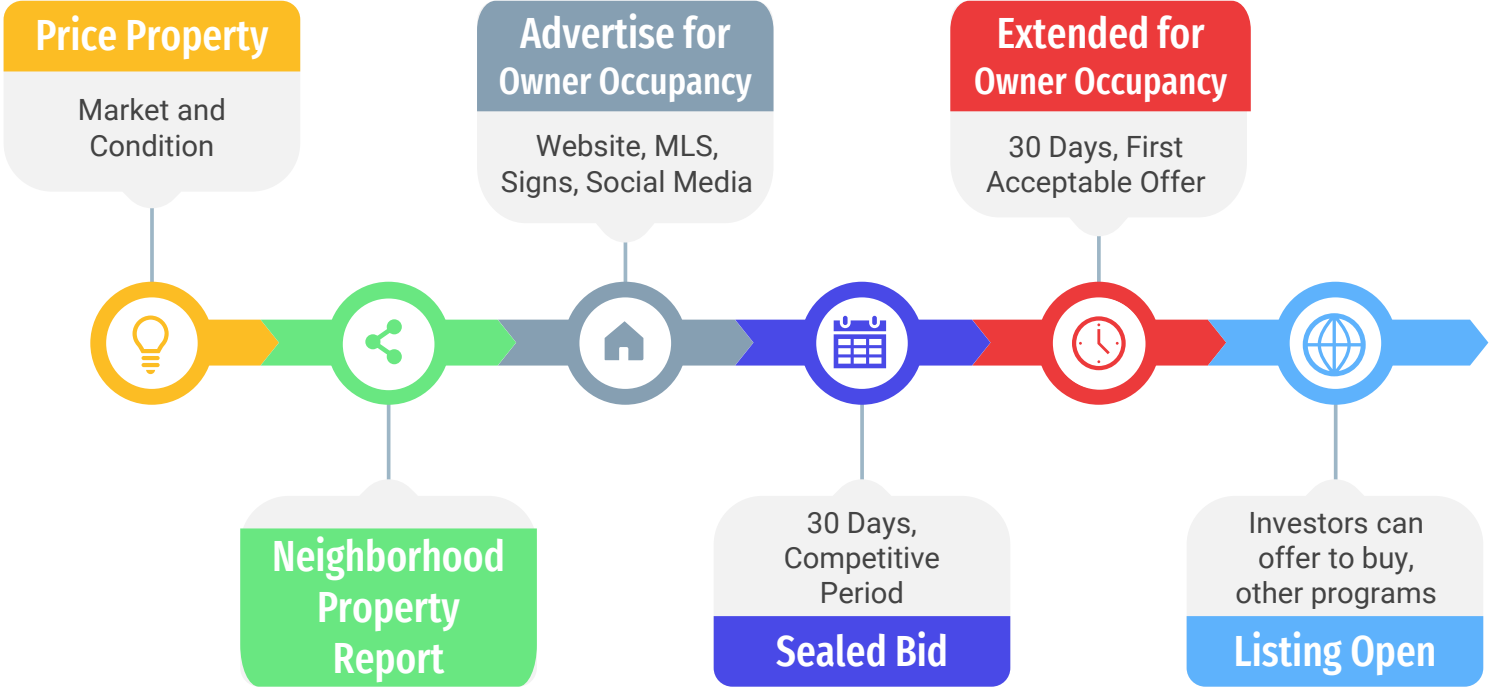 Price Property
Market and
Condition
Neighborhood
Property
Report
Advertise for
Owner Occupancy
Website, MLS,
Signs, Social Media
30 Days,
Competitive
Period
Sealed Bid
Extended for
Owner Occupancy
30 Days, First
Acceptable Offer
Investors can
offer to buy,
other programs
Listing Open